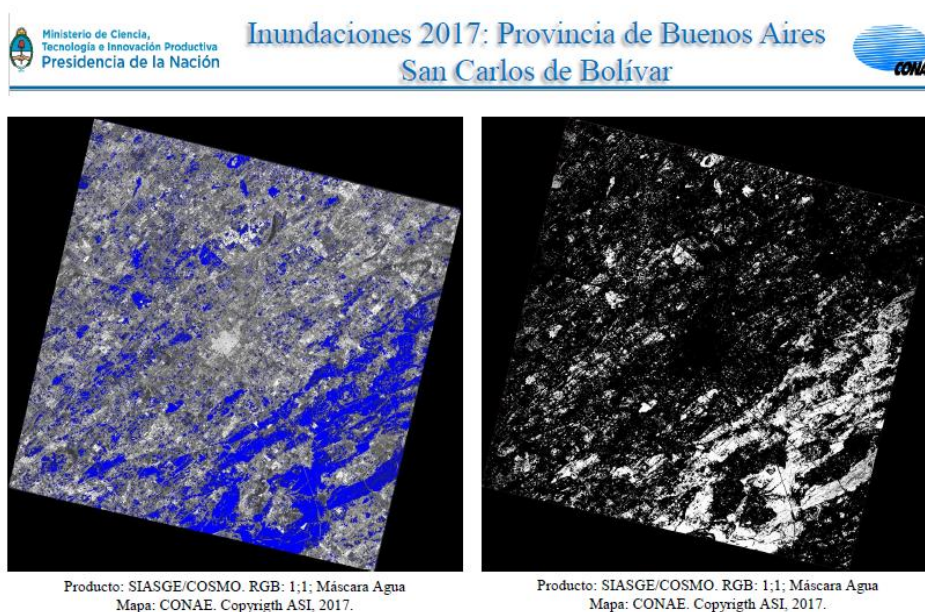 Ministerio de Ciencia,
Tecnología e Innovación Productiva
Presidencia de la Nación
Inundaciones 2017: Provincia de Buenos Aires
San Carlos de Bolívar
CONA
Producto: SIASGE/COSMO. RGB: 1;1; Máscara Agua
Mapa: CONAE. Copyrigth ASI, 2017.
Producto: SIASGE/COSMO. RGB: 1;1; Máscara Agua
Mapa: CONAE. Copyrigth ASI, 2017.